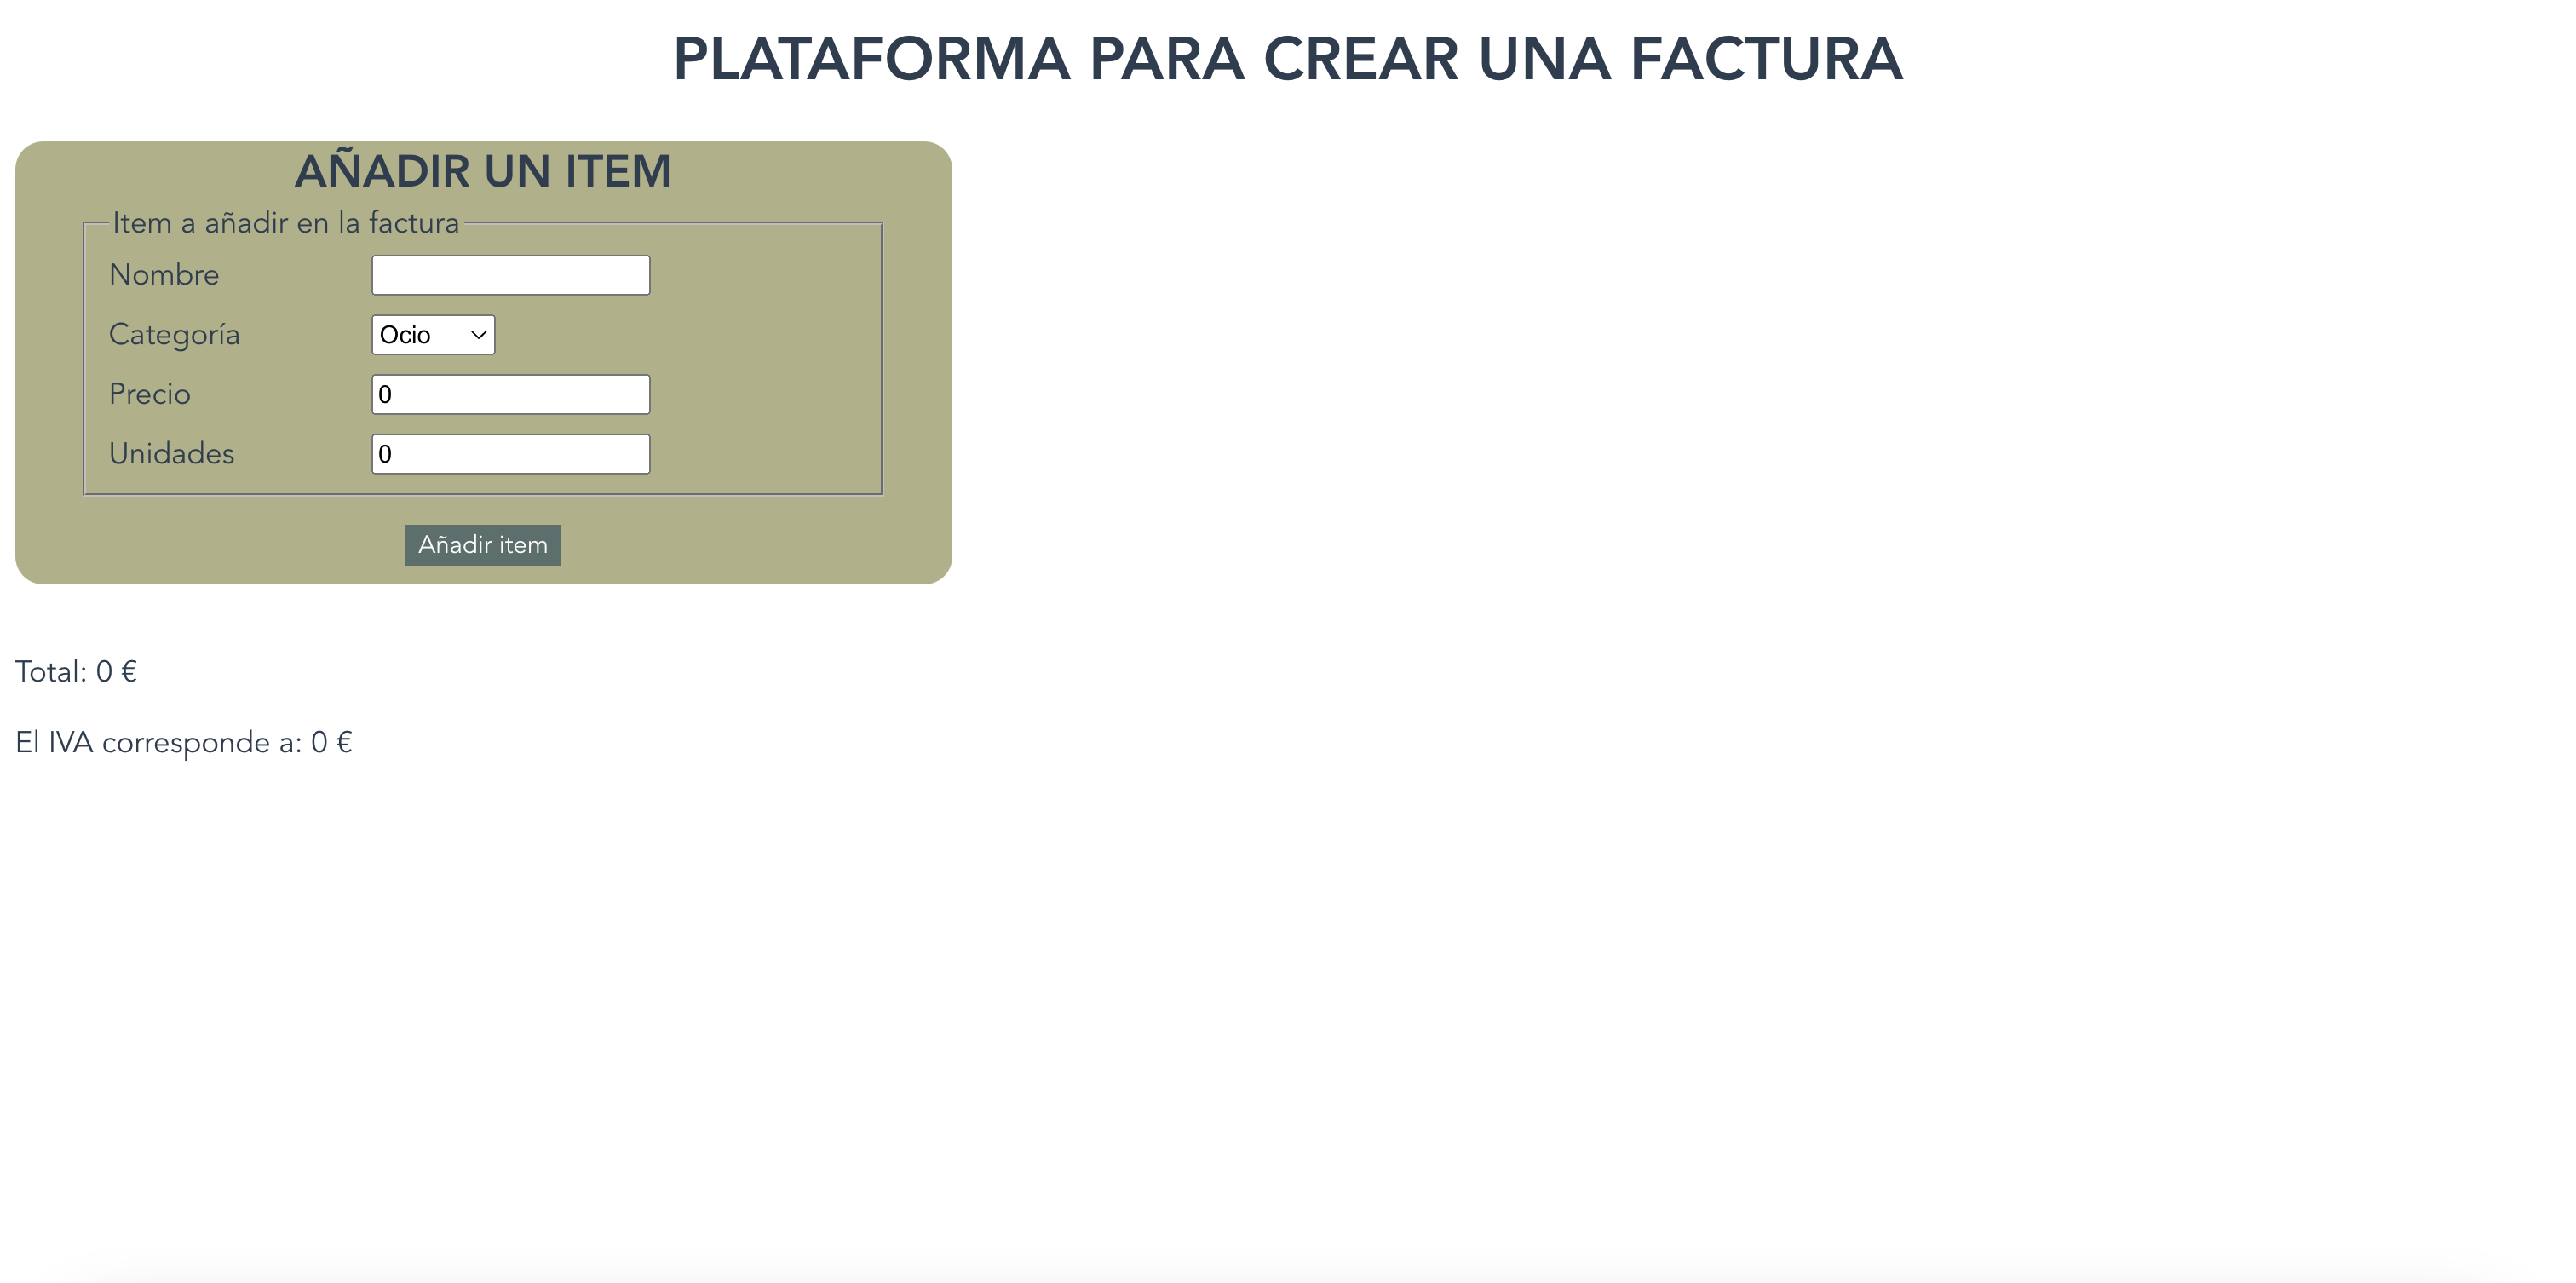 PLATAFORMA PARA CREAR UNA FACTURA
AÑADIR UN ITEM
Item a añadir en la factura
Nombre
Categoría Ocio
Precio 0
Unidades 0
Añadir item
Total: 0 €
El IVA corresponde a: 0 €